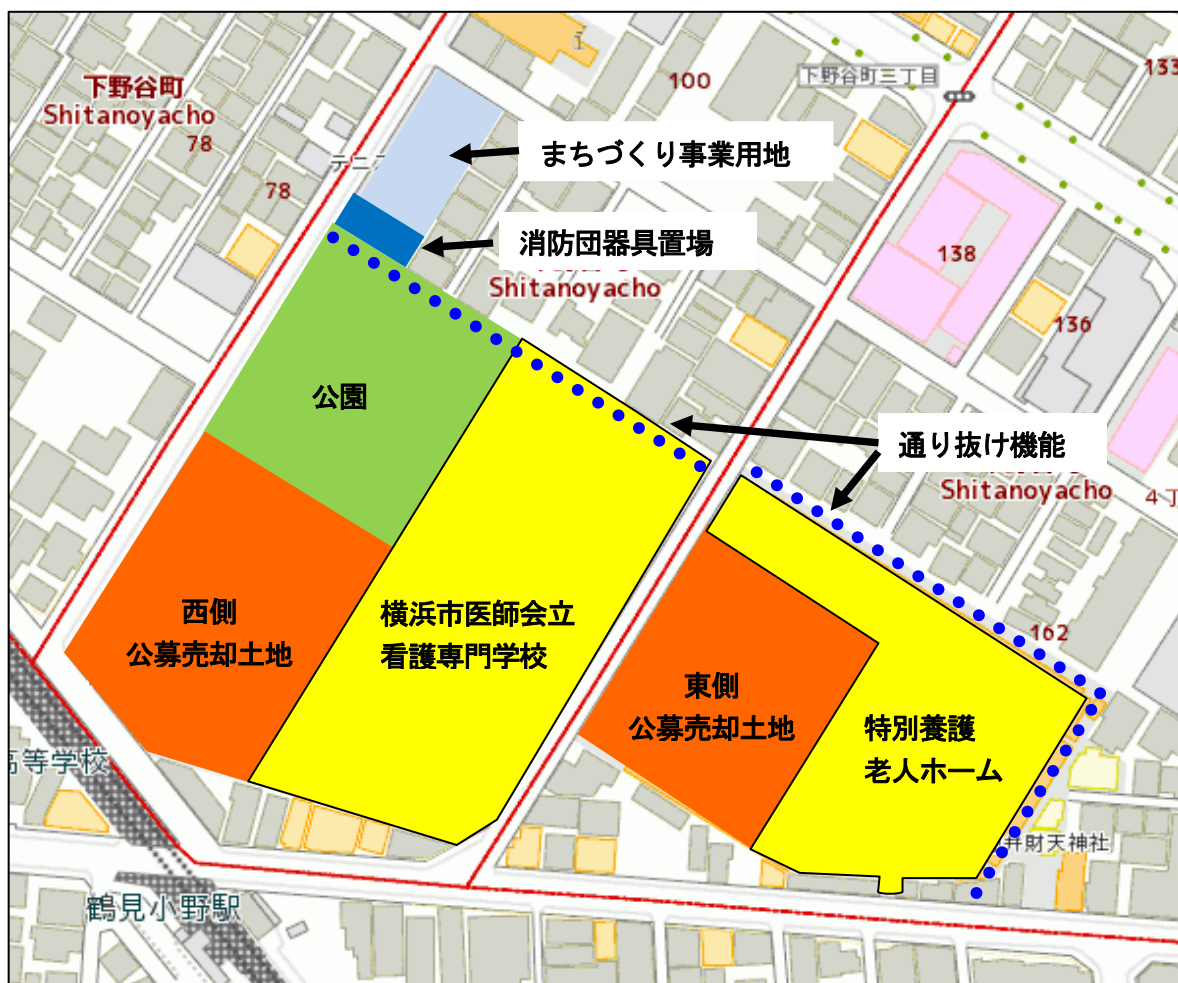 下野谷町
Shitanoyacho
78
78
100
下野谷町三丁目
133
まちづくり事業用地
消防団器具置場
Shitanoyacho
138
136
公園
通り抜け機能
Shitanoyacho
西側
公募売却土地
横浜市医師会立
看護専門学校
東側
公募売却土地
特別養護
老人ホーム
162
高等学校
鶴見小野駅
弁財天神社